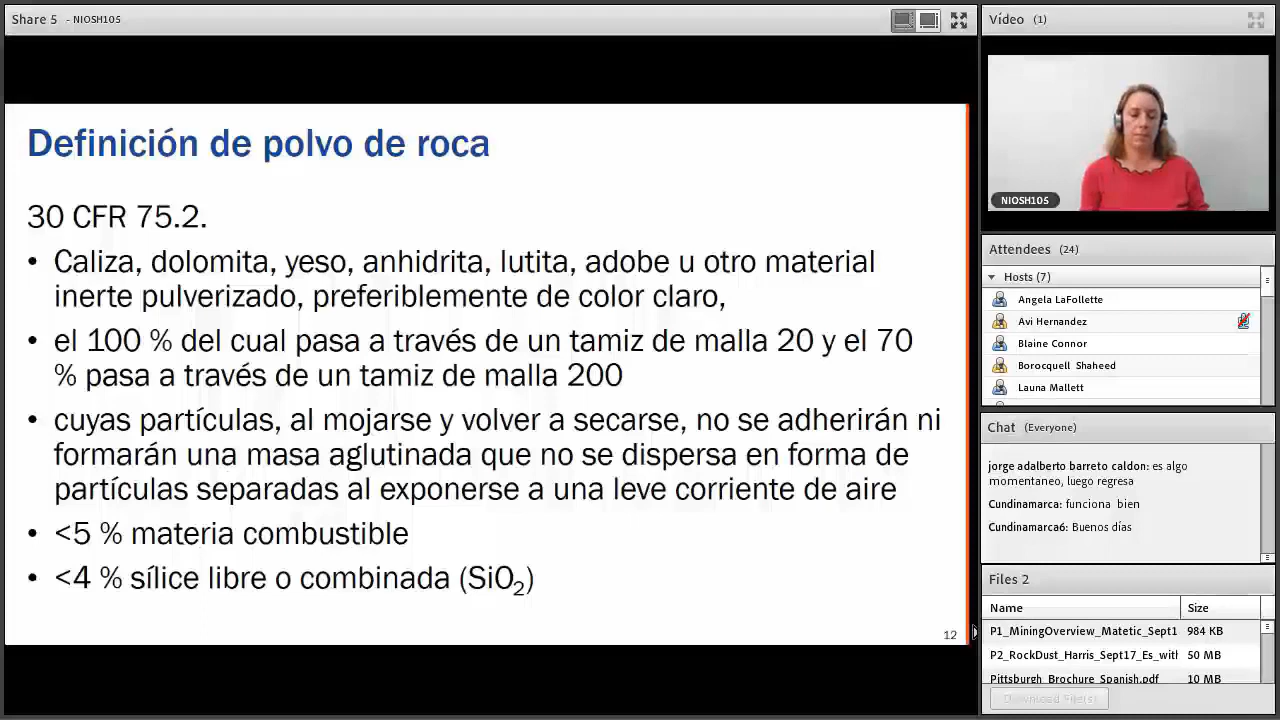 Share 5 - NIOSH105
Definición de polvo de roca
30 CFR 75.2.
• Caliza, dolomita, yeso, anhidrita, lutita, adobe u otro material
inerte pulverizado, preferiblemente de color claro,
• el 100 % del cual pasa a través de un tamiz de malla 20 y el 70
% pasa a través de un tamiz de malla 200
• cuyas partículas, al mojarse y volver a secarse, no se adherirán ni
formarán una masa aglutinada que no se dispersa en forma de
partículas separadas al exponerse a una leve corriente de aire
• <5 % materia combustible
• <4 % sílice libre o combinada (SiO₂)
12
Vídeo (1)
NIOSH105
Attendees (24)
Hosts (7)
Angela LaFollette
Avi Hernandez
Blaine Connor
Borocquell Shaheed
Launa Mallett
Chat (Everyone)
jorge adalberto barreto caldon: es algo
momentaneo, luego regresa
Cundinamarca: funciona bien
Cundinamarca6: Buenos días
Files 2
Name Size
P1_MiningOverview_Matetic_Sept1 984 KB
P2_RockDust_Harris_Sept17_Es_with 50 MB
Pittsburgh_Brochure_Spanish.pdf 10 MB
Download File(s)